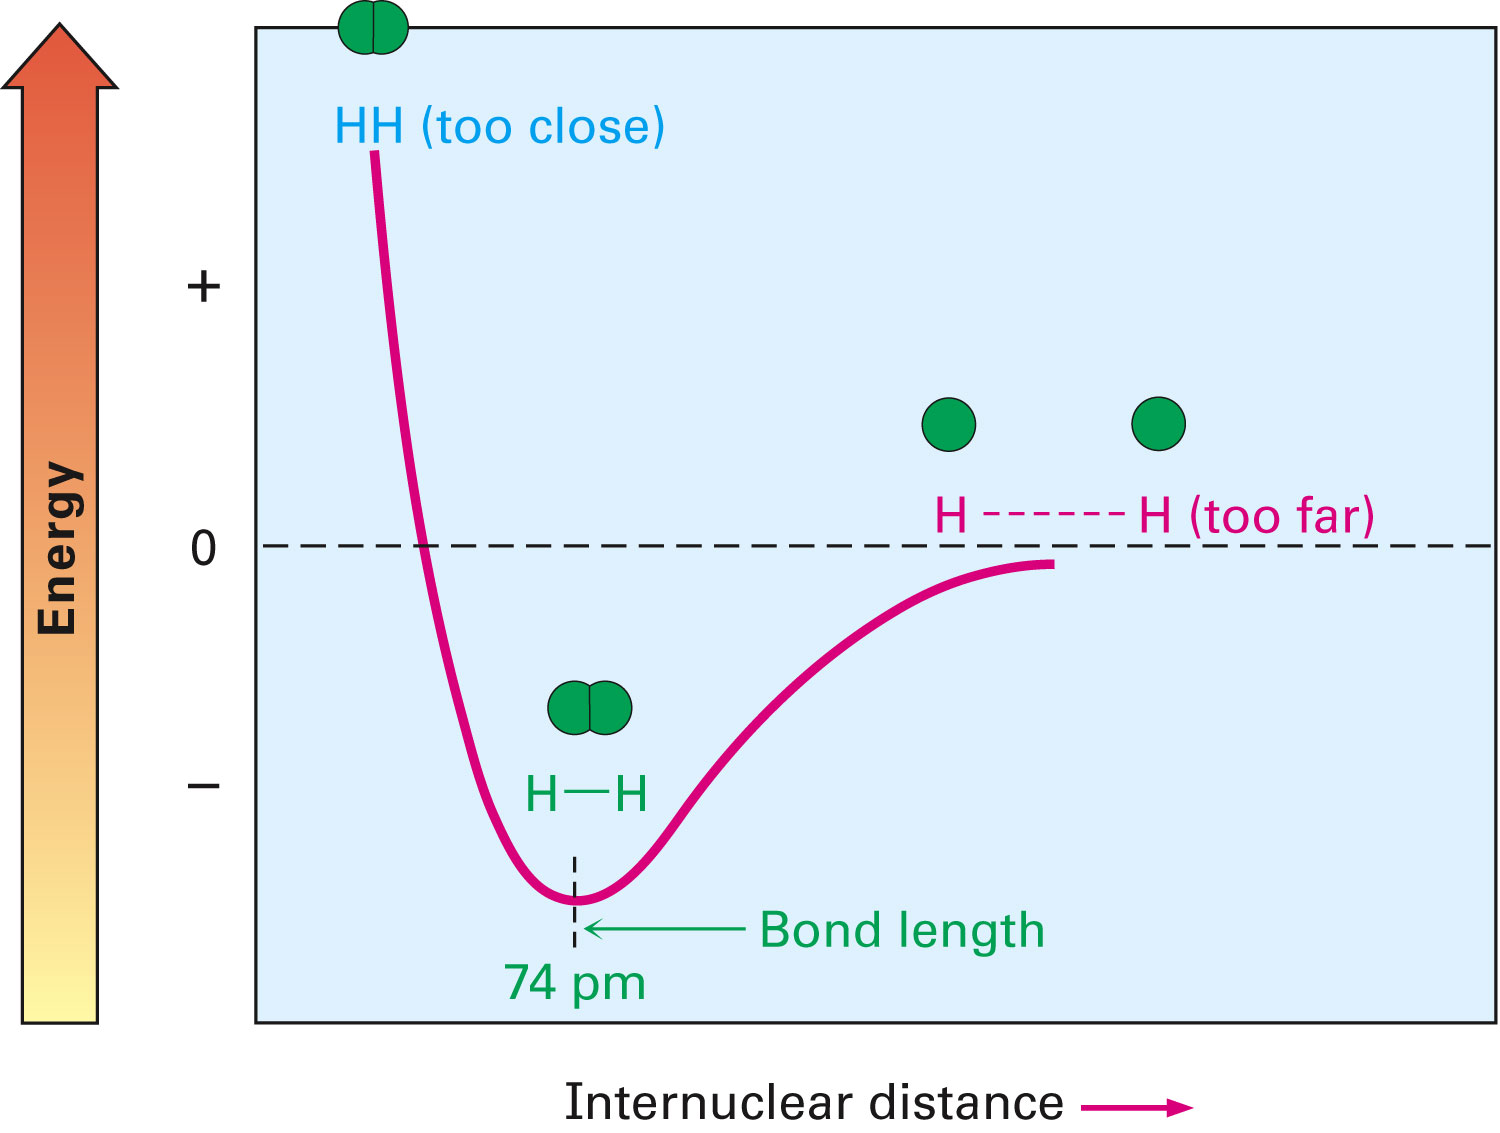 HH (too close)
+
H ------ H (too far)
0
Energy
H—H
−
Bond length
74 pm
Internuclear distance